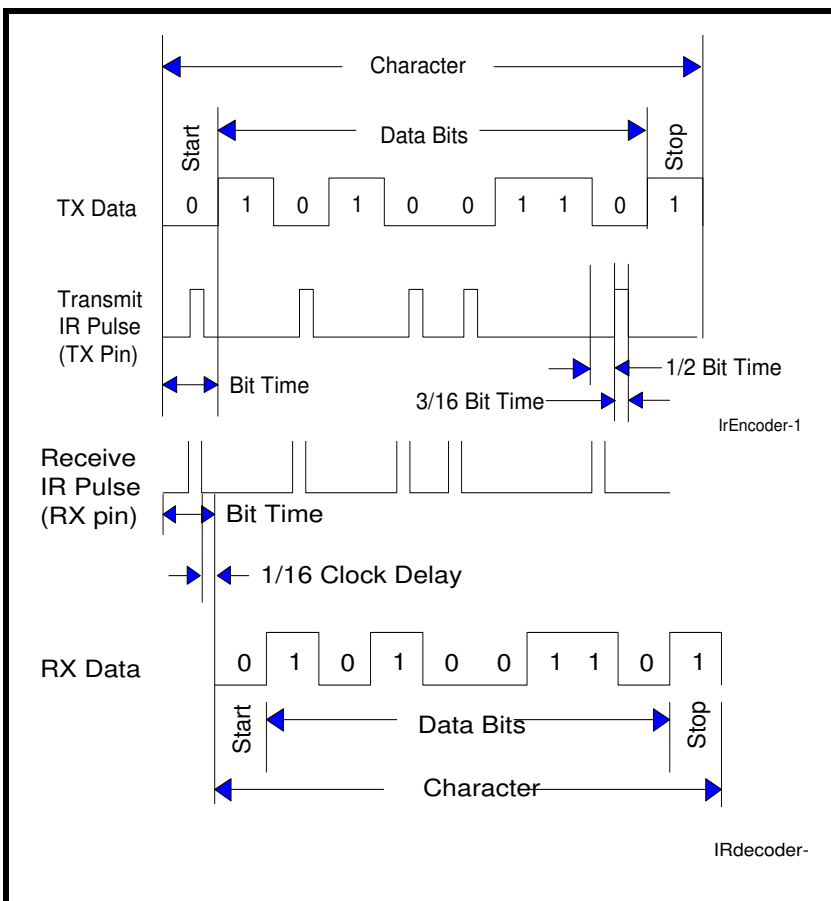 Character
Start
Data Bits
Stop
TX Data
0 1 0 1 0 0 1 1 0 1
Transmit
IR Pulse
(TX Pin)
Bit Time
1/2 Bit Time
3/16 Bit Time
IrEncoder-1
Receive
IR Pulse
(RX pin)
Bit Time
1/16 Clock Delay
RX Data
0 1 0 1 0 0 1 1 0 1
Start
Data Bits
Stop
Character
IRdecoder-